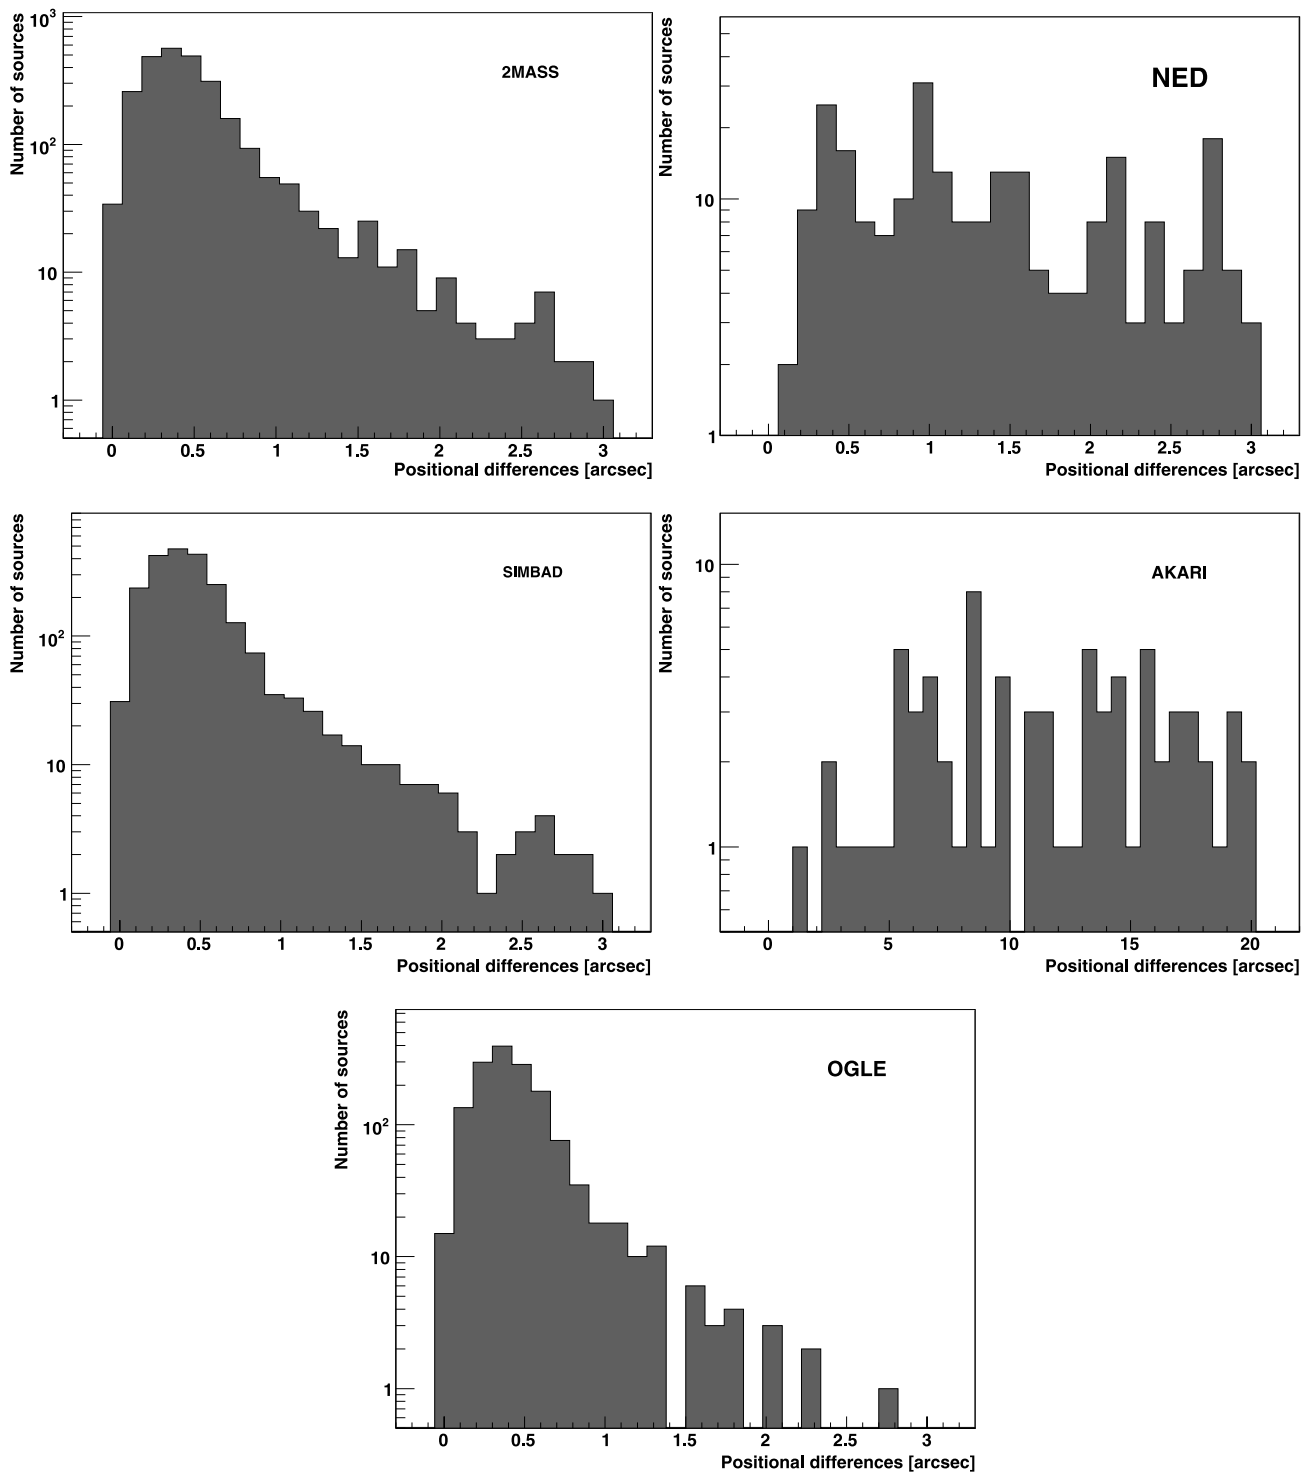 Number of sources
10³
10²
10
1
2MASS
0 0.5 1 1.5 2 2.5 3
Positional differences [arcsec]
Number of sources
10
1
NED
0 0.5 1 1.5 2 2.5 3
Positional differences [arcsec]
Number of sources
10²
10
1
SIMBAD
0 0.5 1 1.5 2 2.5 3
Positional differences [arcsec]
Number of sources
10
1
AKARI
0 5 10 15 20
Positional differences [arcsec]
Number of sources
10²
10
1
OGLE
0 0.5 1 1.5 2 2.5 3
Positional differences [arcsec]